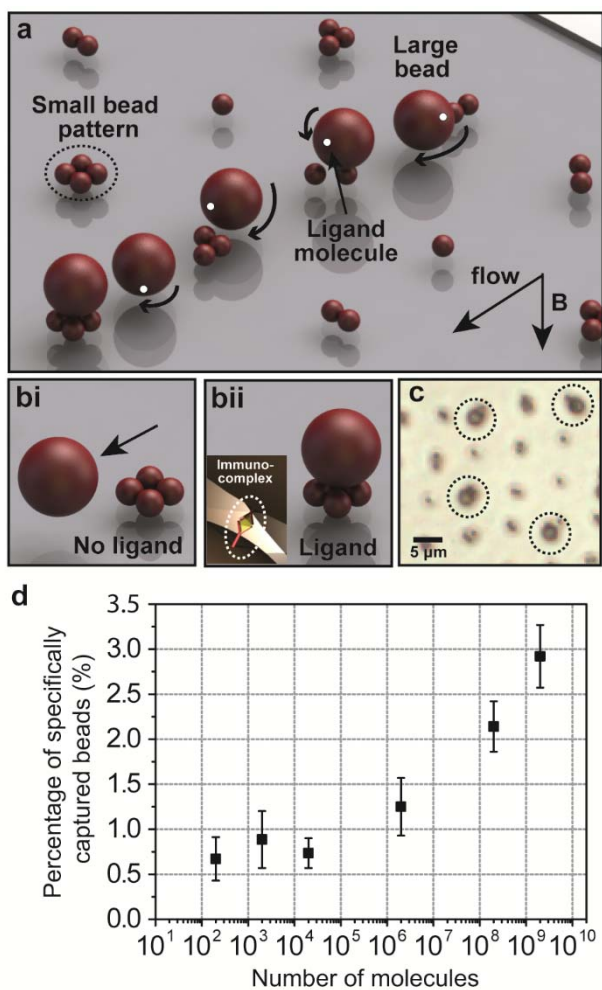 a
Large
bead
Small bead
pattern
Ligand
molecule
flow
B
bi
No ligand
bii
Immuno-
complex
Ligand
c
5 µm
d
Percentage of specifically
captured beads (%)
3.5
3.0
2.5
2.0
1.5
1.0
0.5
0.0
10¹ 10² 10³ 10⁴ 10⁵ 10⁶ 10⁷ 10⁸ 10⁹ 10¹⁰
Number of molecules